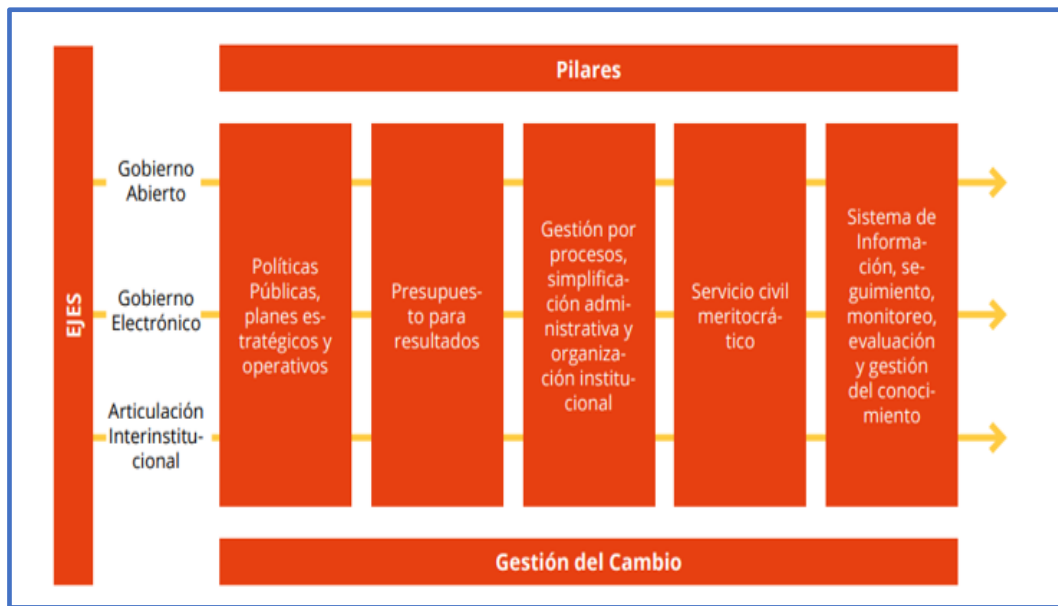 Pilares
EJES
Gobierno
Abierto
Gobierno
Electrónico
Articulación
Interinstitu-
cional
Políticas
Públicas,
planes es-
tratégicos y
operativos
Presupues-
to para
resultados
Gestión por
procesos,
simplifica-
ción admi-
nistrativa y
organiza-
ción institu-
cional
Servicio civil
meritocrá-
tico
Sistema de
Informa-
ción, se-
guimiento,
monitoreo,
evaluación
y gestión
del conoci-
miento
Gestión del Cambio